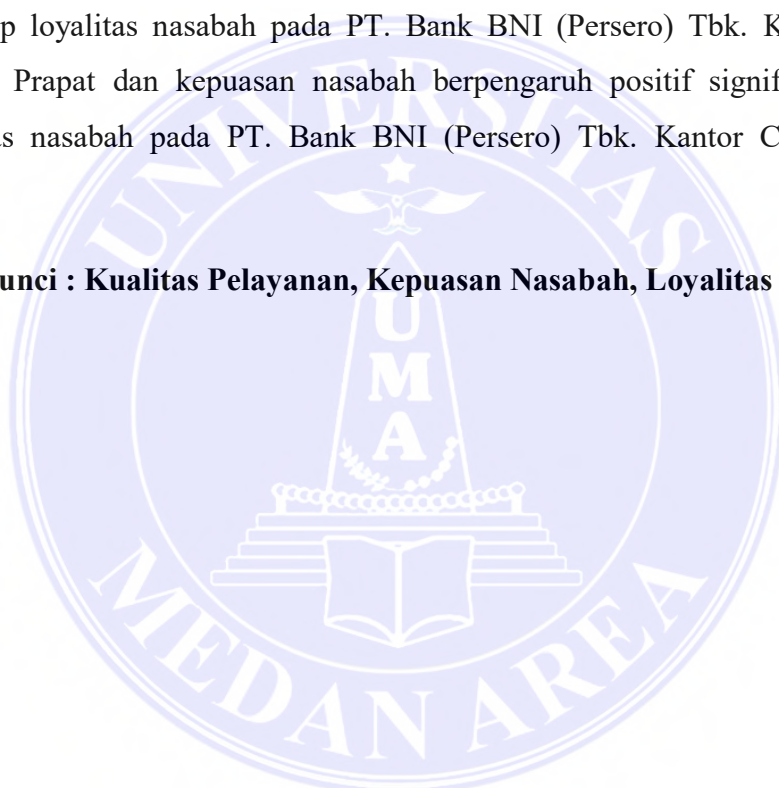 p loyalitas nasabah pada PT. Bank BNI (Persero) Tbk. K
Prapat dan kepuasan nasabah berpengaruh positif signif
s nasabah pada PT. Bank BNI (Persero) Tbk. Kantor C
unci : Kualitas Pelayanan, Kepuasan Nasabah, Loyalitas
UNIVERSITAS
UMA
MEDAN AREA